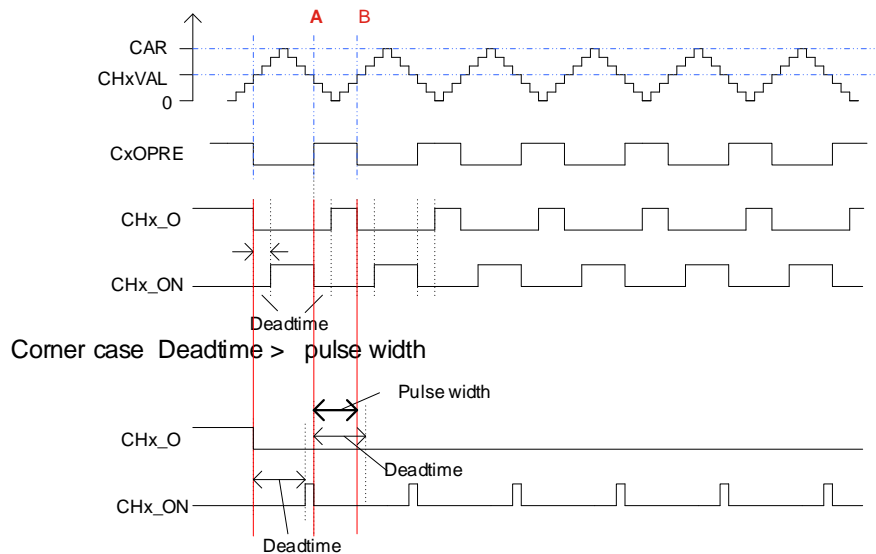 A B
CAR
CHxVAL
0
CxOPRE
CHx_O
CHx_ON
Deadtime
Corner case Deadtime > pulse width
Pulse width
CHx_O
Deadtime
CHx_ON
Deadtime